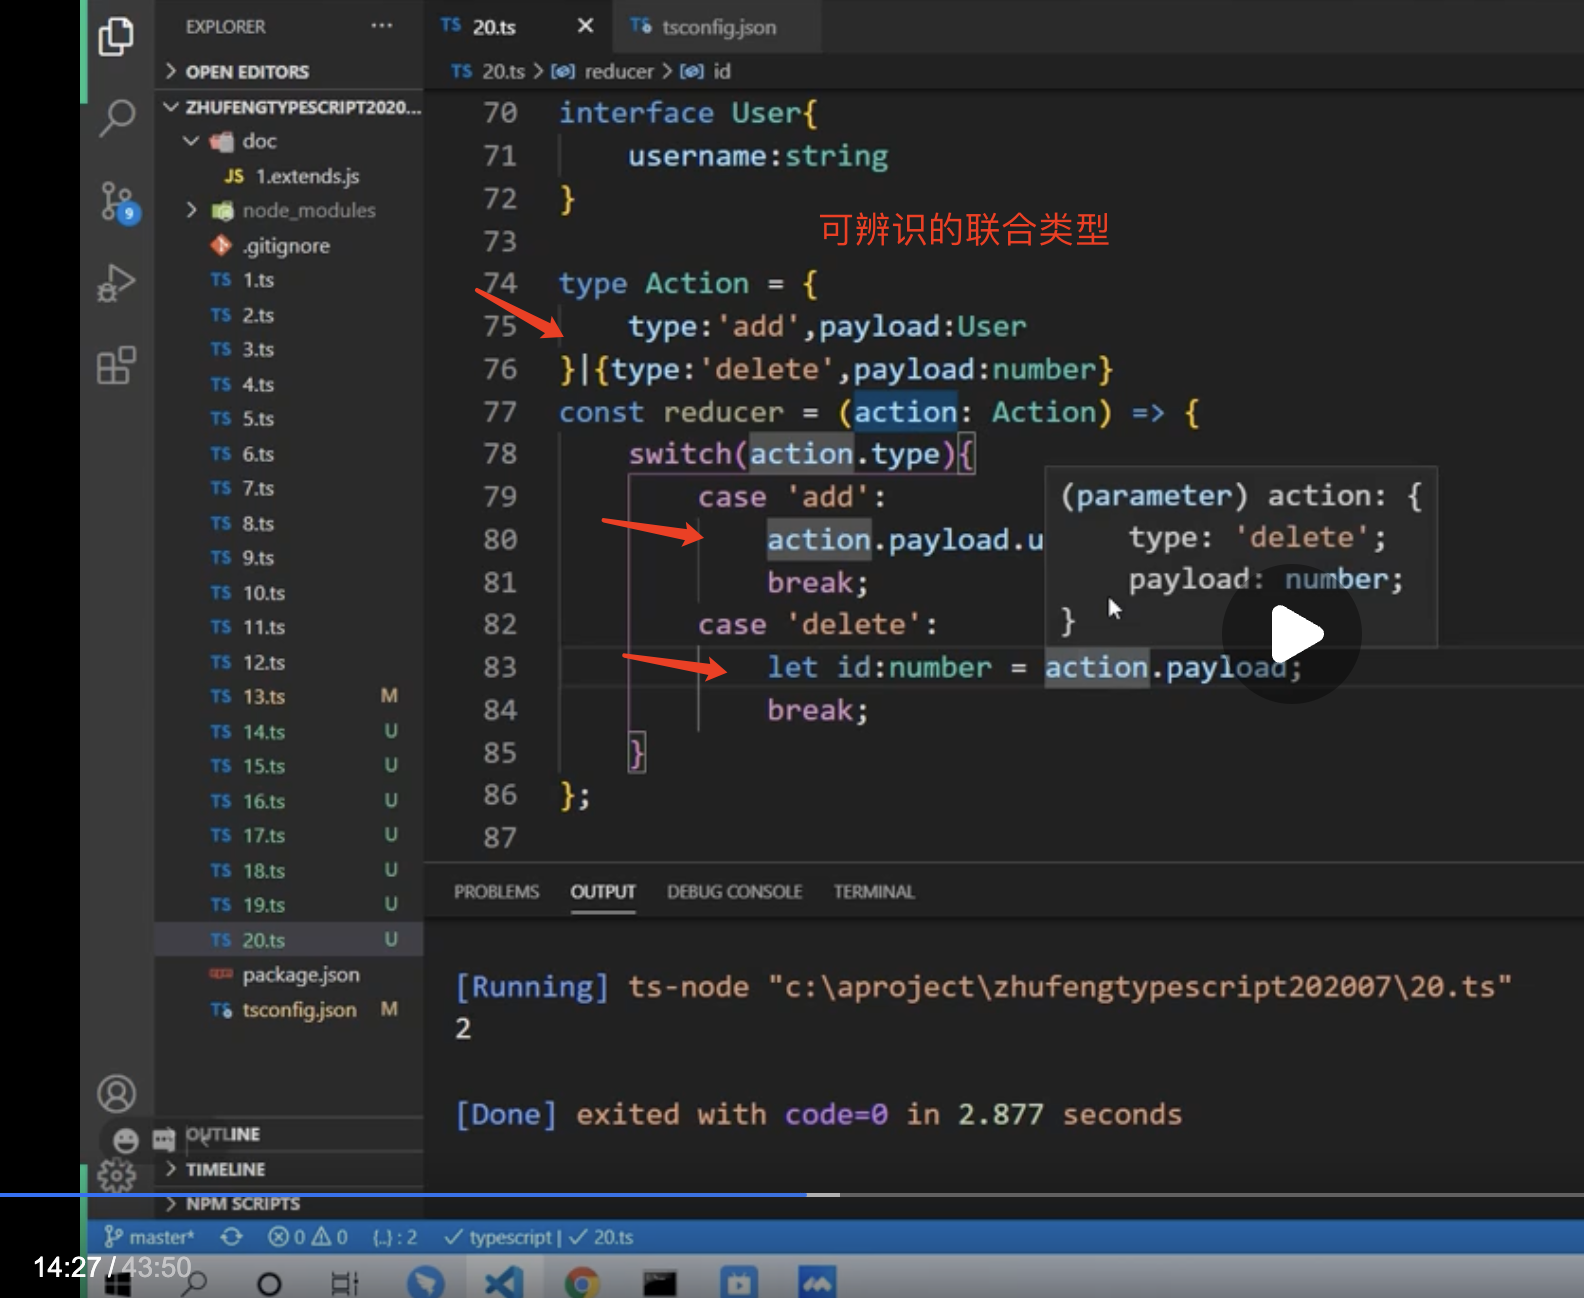 EXPLORER
OPEN EDITORS
ZHUFENGTYPESCRIPT2020...
doc
JS 1.extends.js
node_modules
.gitignore
TS 1.ts
TS 2.ts
TS 3.ts
TS 4.ts
TS 5.ts
TS 6.ts
TS 7.ts
TS 8.ts
TS 9.ts
TS 10.ts
TS 11.ts
TS 12.ts
TS 13.ts M
TS 14.ts U
TS 15.ts U
TS 16.ts U
TS 17.ts U
TS 18.ts U
TS 19.ts U
TS 20.ts U
package.json
TS tsconfig.json M
OUTLINE
TIMELINE
NPM SCRIPTS
9
TS 20.ts
TS tsconfig.json
TS 20.ts > reducer > id
70 interface User{
71 username:string
72 }
73
可辨识的联合类型
74 type Action = {
75 type:'add',payload:User
76 }|{type:'delete',payload:number}
77 const reducer = (action: Action) => {
78 switch(action.type){
79 case 'add':
80 action.payload.u
81 break;
82 case 'delete':
83 let id:number = action.payload;
84 break;
85 }
86 };
87
(parameter) action: {
type: 'delete';
payload: number;
}
PROBLEMS OUTPUT DEBUG CONSOLE TERMINAL
[Running] ts-node "c:\aproject\zhufengtypescript202007\20.ts"
2
[Done] exited with code=0 in 2.877 seconds
master* 0 0 {..} : 2 typescript | 20.ts
14:27 / 43:50